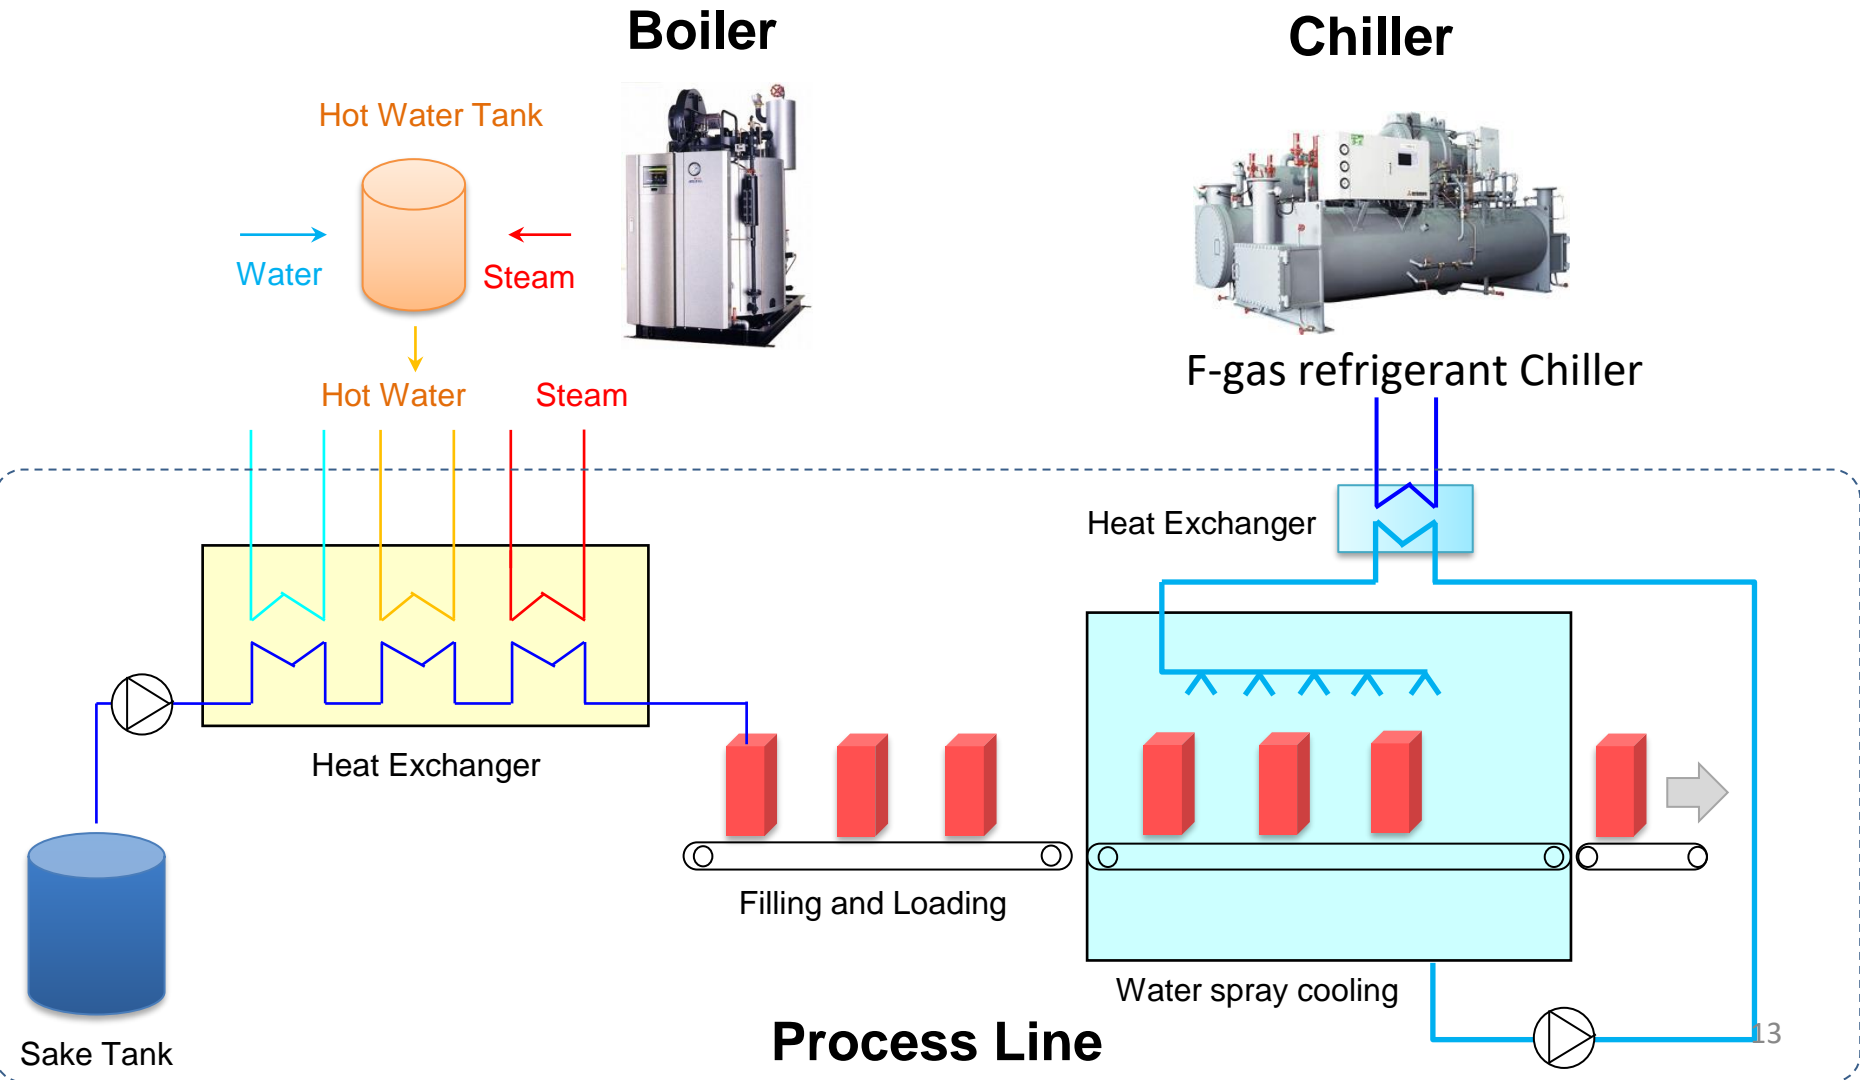 Boiler
Chiller
Hot Water Tank
Water
Steam
F-gas refrigerant Chiller
Hot Water
Steam
Heat Exchanger
Heat Exchanger
Filling and Loading
Water spray cooling
Process Line
13
Sake Tank